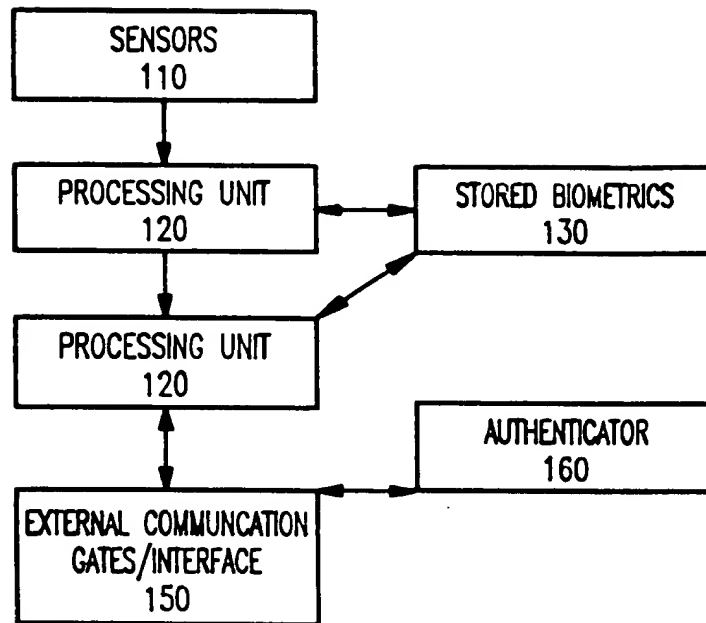 SENSORS
110
PROCESSING UNIT
120
STORED BIOMETRICS
130
PROCESSING UNIT
120
AUTHENTICATOR
160
EXTERNAL COMMUNCATION
GATES/INTERFACE
150